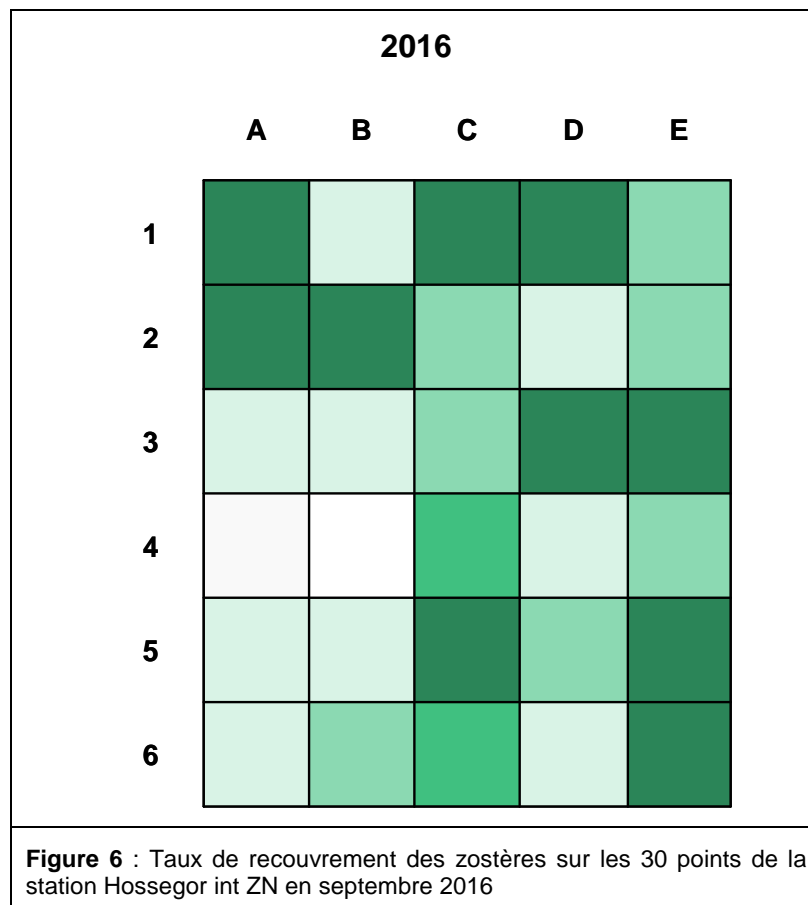 2016
A B C D E
1
2
3
4
5
6
Figure 6 : Taux de recouvrement des zostères sur les 30 points de la
station Hossegor int ZN en septembre 2016